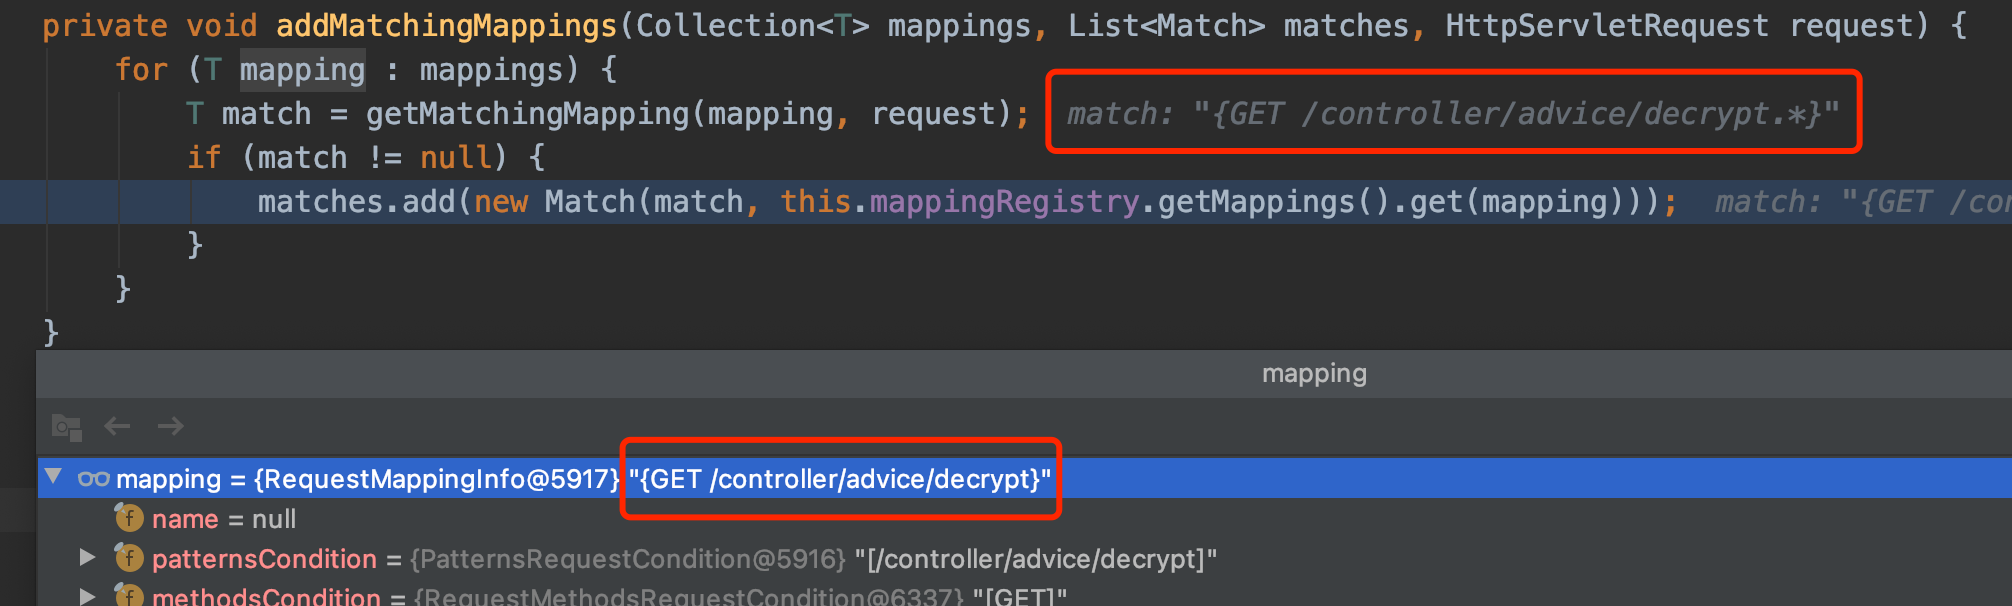 private void addMatchingMappings(Collection<T> mappings, List<Match> matches, HttpServletRequest request) {
for (T mapping : mappings) {
T match = getMatchingMapping(mapping, request); match: "{GET /controller/advice/decrypt.*}"
if (match != null) {
matches.add(new Match(match, this.mappingRegistry.getMappings().get(mapping))); match: "{GET /con
}
}
}
mapping
mapping = {RequestMappingInfo@5917} "{GET /controller/advice/decrypt}"
f name = null
f patternsCondition = {PatternsRequestCondition@5916} "[/controller/advice/decrypt]"
f methodsCondition = {RequestMethodsRequestCondition@6337} "[GET]"